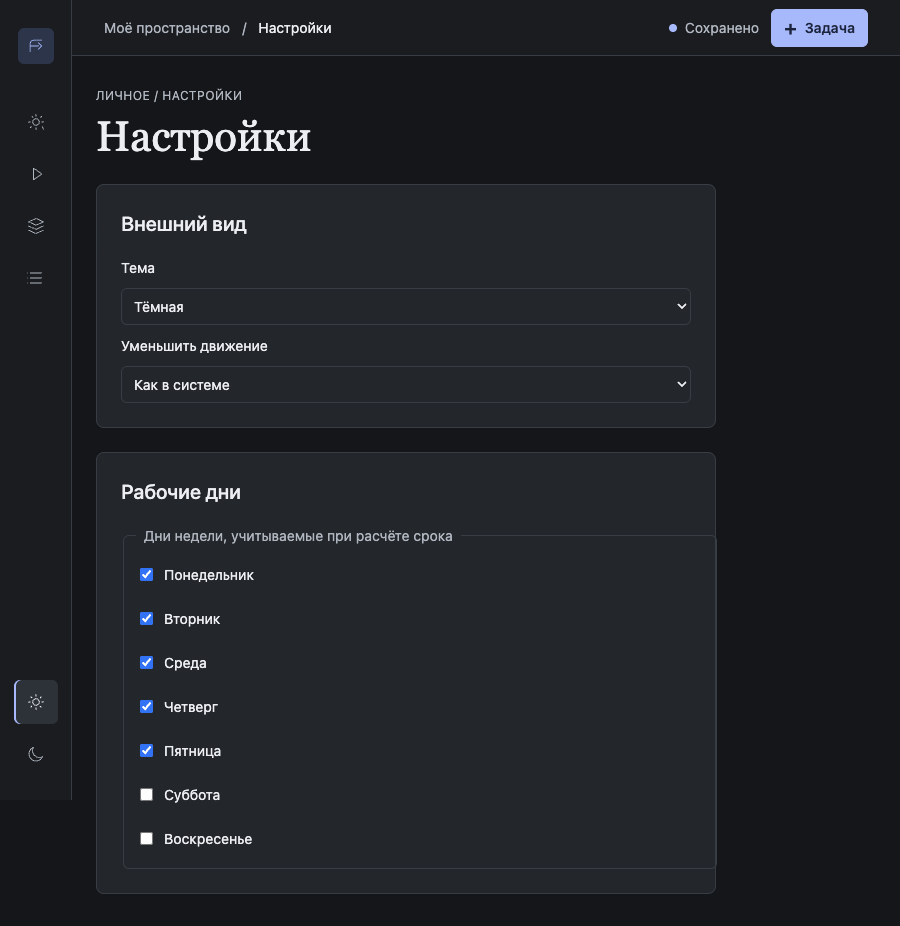 Моё пространство / Настройки
Сохранено
+ Задача
ЛИЧНОЕ / НАСТРОЙКИ
Настройки
Внешний вид
Тема
Тёмная
Уменьшить движение
Как в системе
Рабочие дни
Дни недели, учитываемые при расчёте срока
Понедельник
Вторник
Среда
Четверг
Пятница
Суббота
Воскресенье